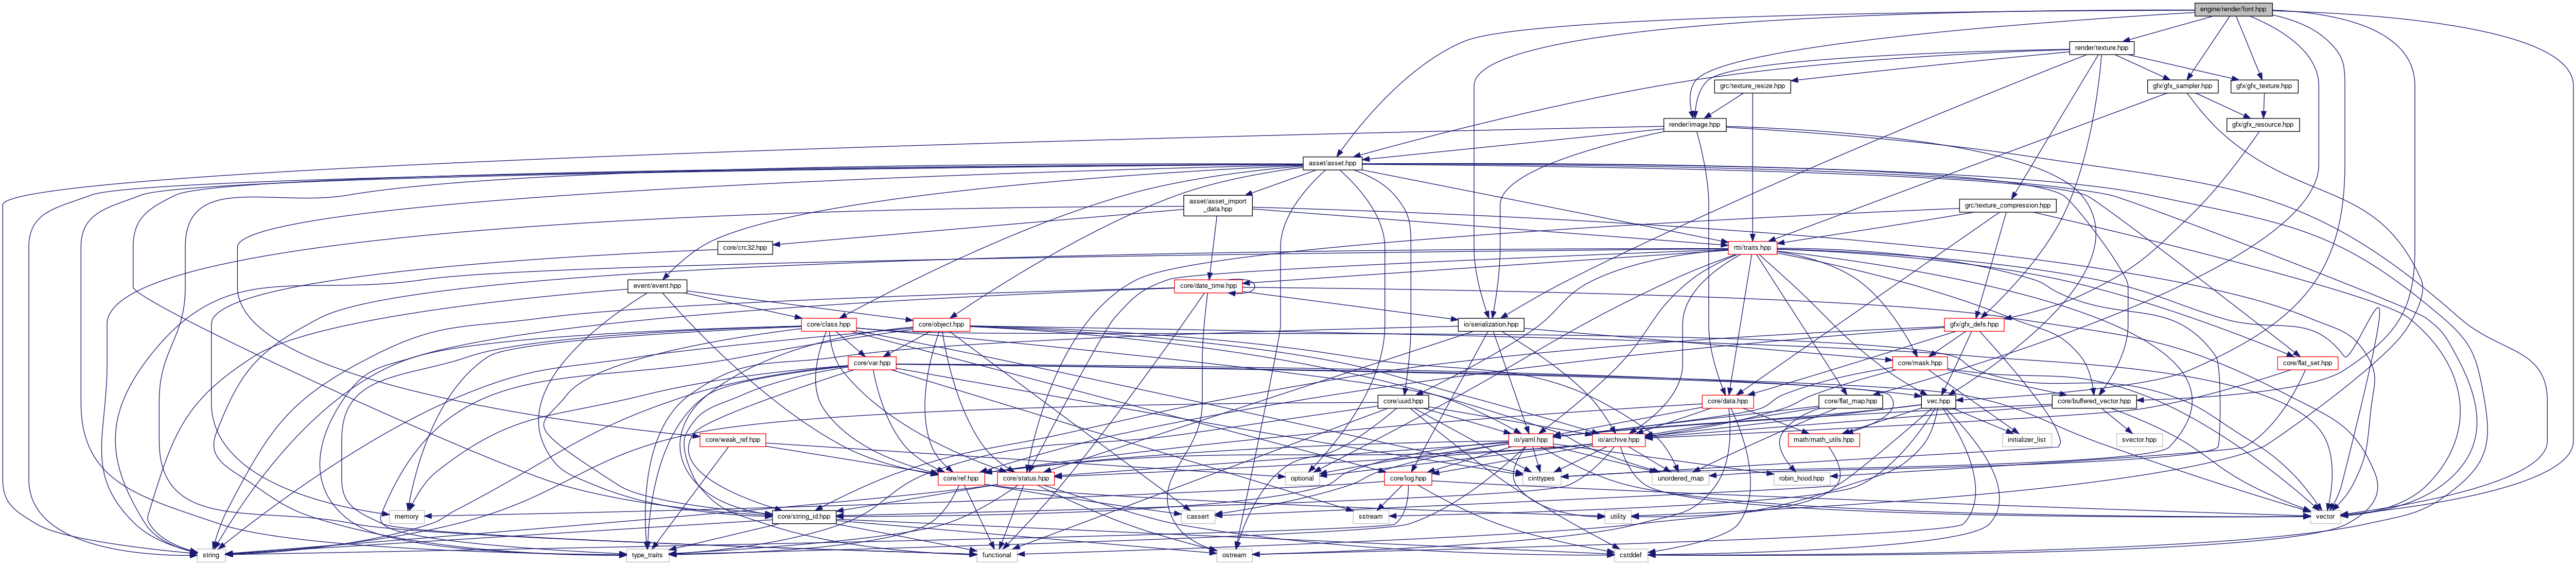 engine/render/font.hpp
render/texture.hpp
grc/texture_resize.hpp
gfx/gfx_sampler.hpp
gfx/gfx_texture.hpp
render/image.hpp
gfx/gfx_resource.hpp
asset/asset.hpp
asset/asset_import
_data.hpp
grc/texture_compression.hpp
core/crc32.hpp
rtti/traits.hpp
event/event.hpp
core/date_time.hpp
core/class.hpp
core/object.hpp
io/serialization.hpp
gfx/gfx_defs.hpp
core/var.hpp
core/mask.hpp
core/flat_set.hpp
core/uuid.hpp
core/data.hpp
core/flat_map.hpp
vec.hpp
core/buffered_vector.hpp
core/weak_ref.hpp
io/yaml.hpp
io/archive.hpp
math/math_utils.hpp
initializer_list
svector.hpp
core/ref.hpp
core/status.hpp
optional
core/log.hpp
cinttypes
unordered_map
robin_hood.hpp
memory
core/string_id.hpp
cassert
sstream
utility
vector
string
type_traits
functional
ostream
cstddef